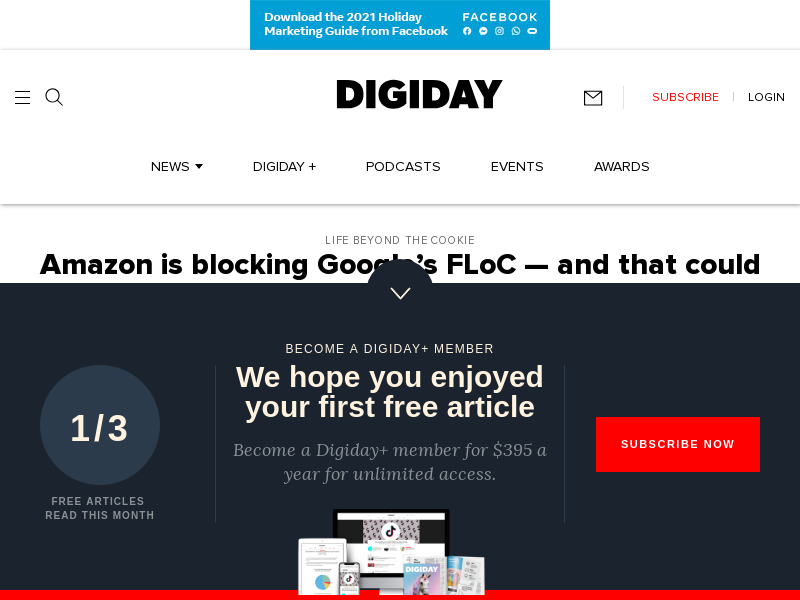 Download the 2021 Holiday
Marketing Guide from Facebook
FACEBOOK
DIGIDAY
SUBSCRIBE
LOGIN
NEWS
DIGIDAY +
PODCASTS
EVENTS
AWARDS
LIFE BEYOND THE COOKIE
Amazon is blocking Google's FLoC — and that could
BECOME A DIGIDAY+ MEMBER
We hope you enjoyed
your first free article
Become a Digiday+ member for $395 a
year for unlimited access.
1/3
FREE ARTICLES
READ THIS MONTH
SUBSCRIBE NOW
DIGIDAY